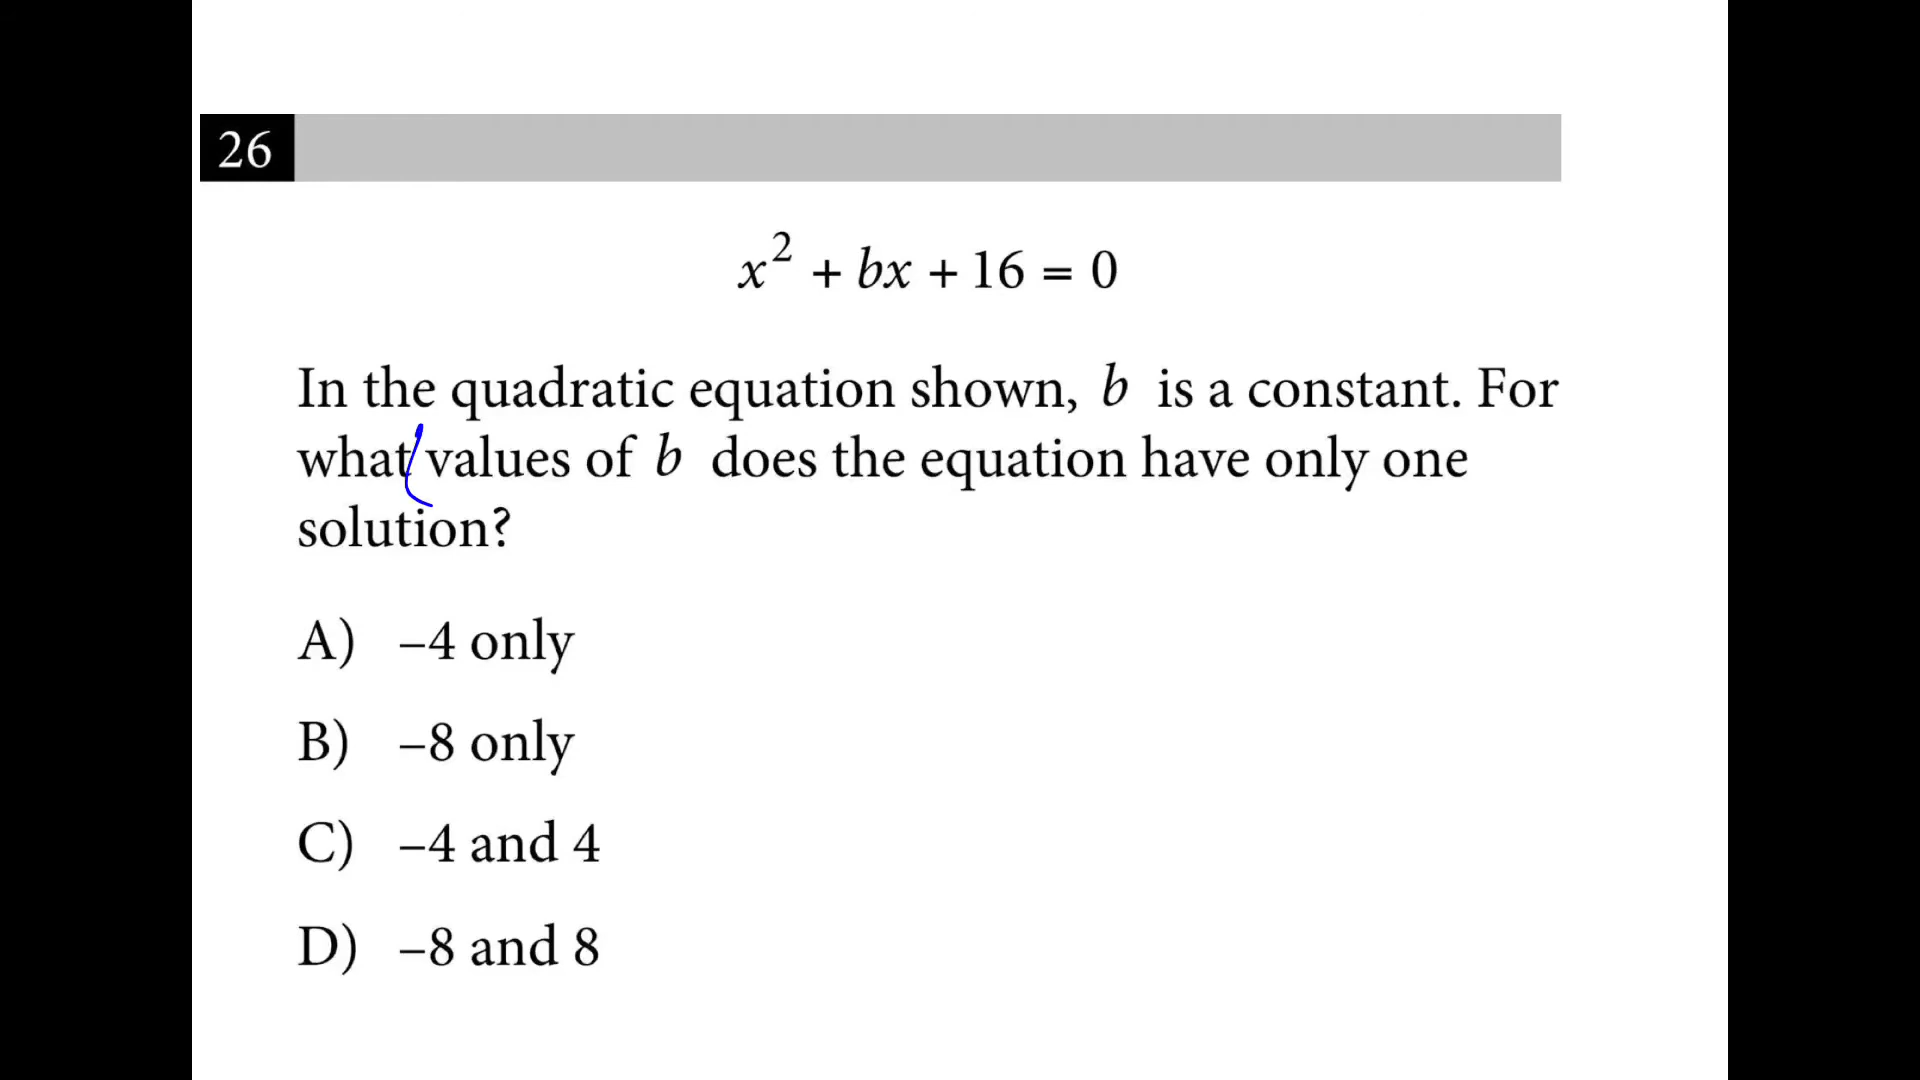 26
x² + bx + 16 = 0
In the quadratic equation shown, b is a constant. For
what values of b does the equation have only one
solution?
A) –4 only
B) –8 only
C) –4 and 4
D) –8 and 8